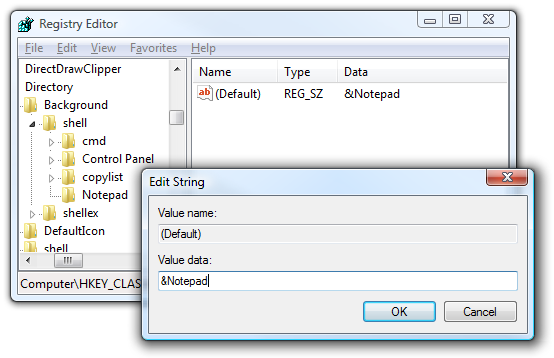 Registry Editor
File Edit View Favorites Help
DirectDrawClipper
Directory
Background
shell
cmd
Control Panel
copylist
Notepad
shellex
DefaultIcon
shell
Name Type Data
ab (Default) REG_SZ &Notepad
Computer\HKEY_CLAS
Edit String
Value name:
(Default)
Value data:
&Notepad
OK Cancel